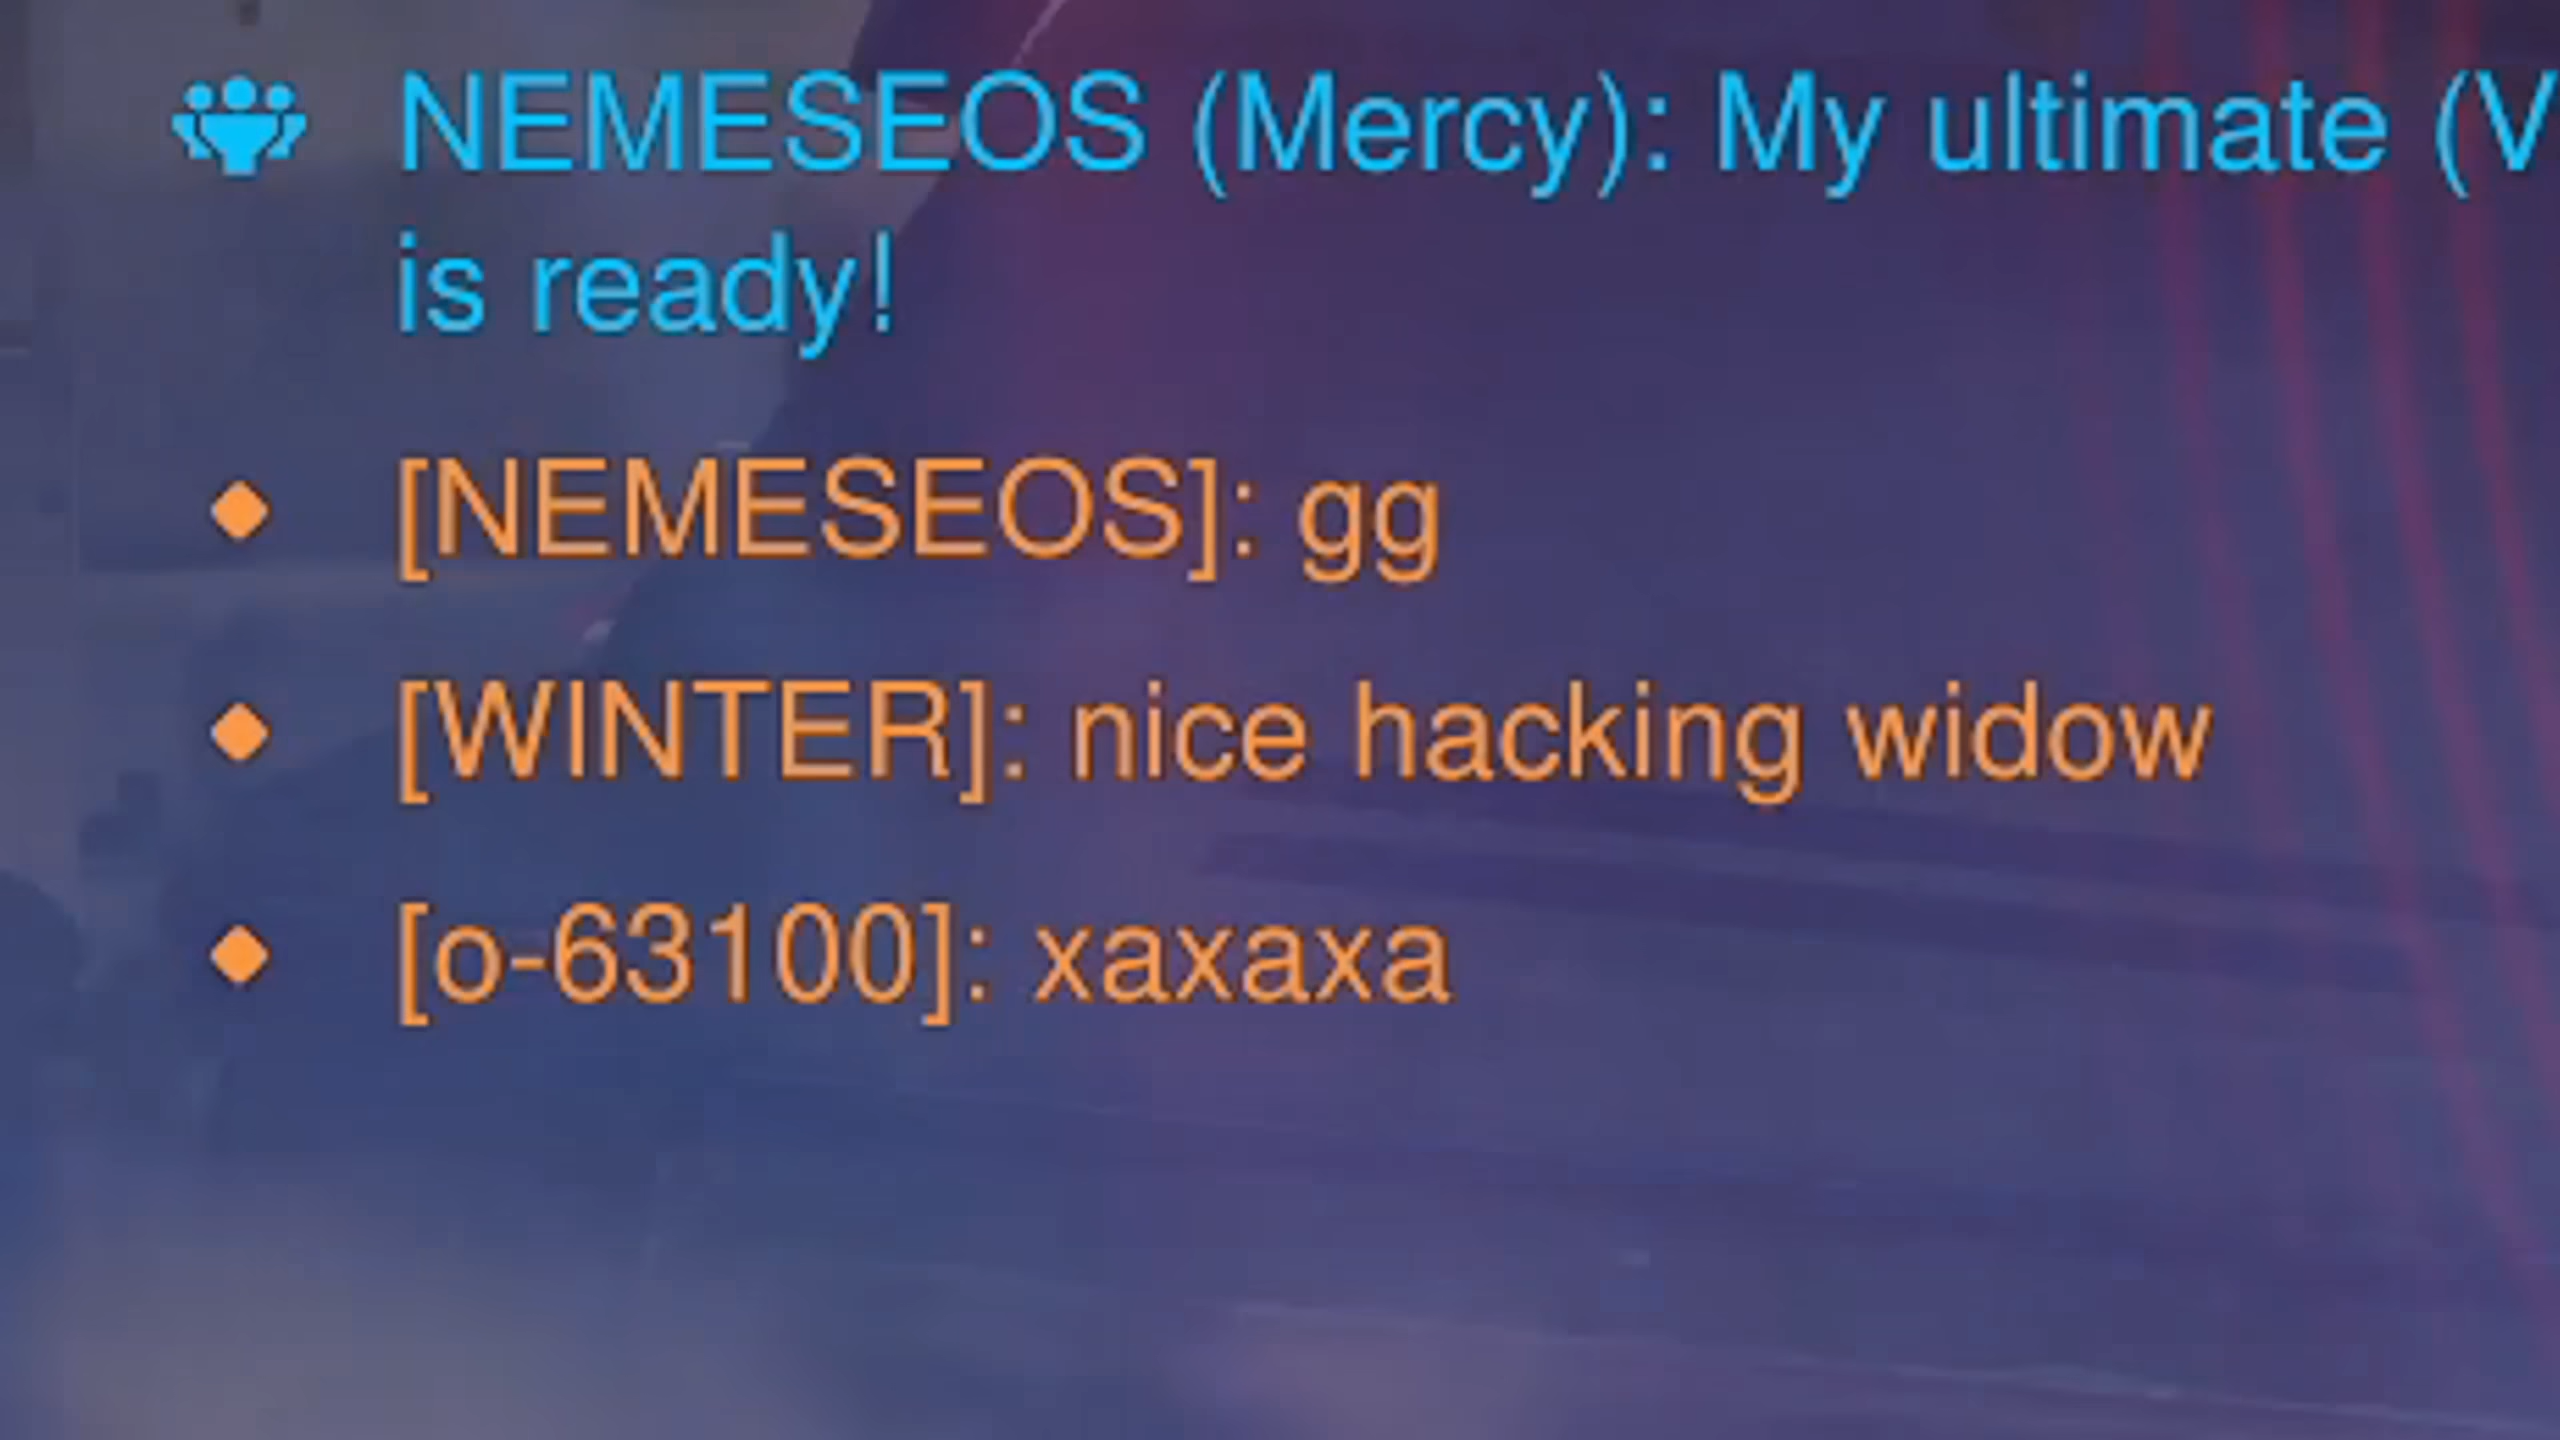 NEMESEOS (Mercy): My ultimate (V
is ready!
[NEMESEOS]: gg
[WINTER]: nice hacking widow
[o-63100]: xaxaxa